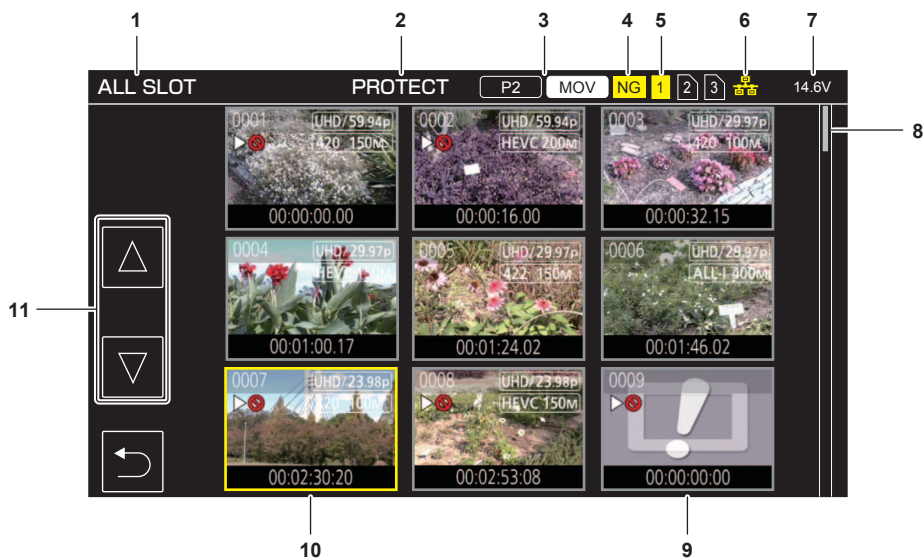 1 2 3 4 5 6 7
ALL SLOT PROTECT P2 MOV NG 1 2 3 14.6V
8
0001 UHD/59.94p 0002 UHD/59.94p 0003 UHD/29.97p
420 150M HEVC 200M 420 100M
00:00:00.00 00:00:16.00 00:00:32.15
0004 UHD/29.97p 0005 UHD/29.97p 0006 UHD/29.97p
HEVC 150M 422 150M ALL-I 400M
11
00:01:00.17 00:01:24.02 00:01:46.02
0007 UHD/23.98p 0008 UHD/23.98p 0009
420 100M HEVC 150M
00:02:30:20 00:02:53:08 00:00:00:00
10 9